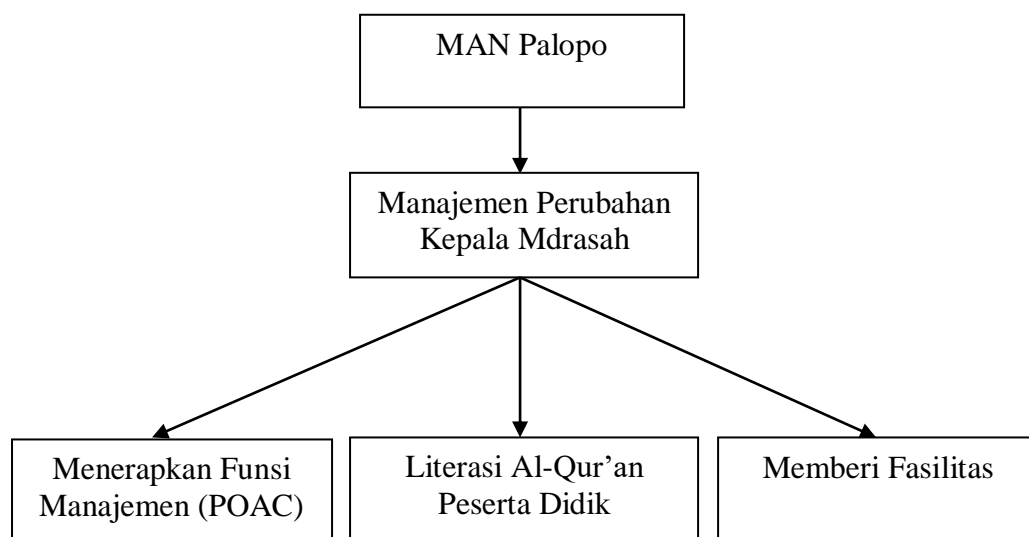 MAN Palopo
Manajemen Perubahan
Kepala Mdrasah
Menerapkan Funsi
Manajemen (POAC)
Literasi Al-Qur’an
Peserta Didik
Memberi Fasilitas